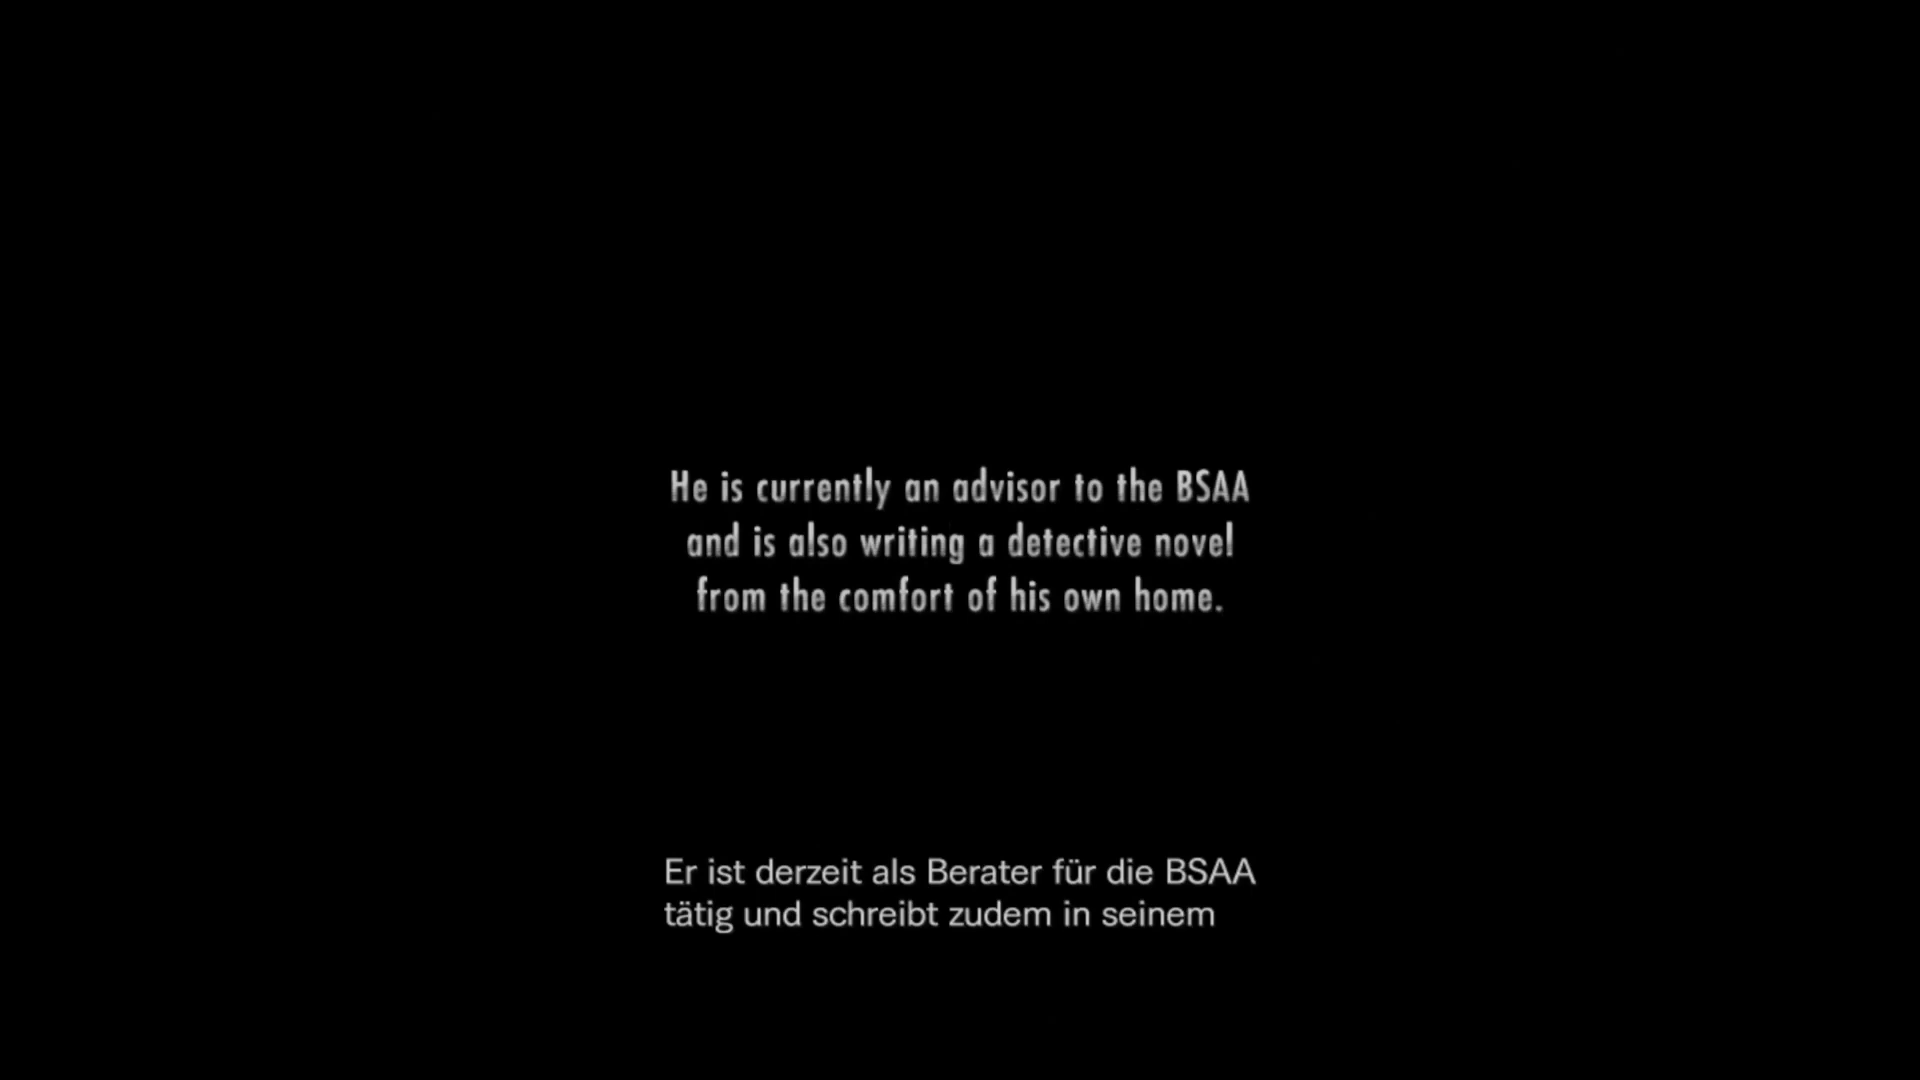 He is currently an advisor to the BSAA
and is also writing a detective novel
from the comfort of his own home.
Er ist derzeit als Berater für die BSAA
tätig und schreibt zudem in seinem